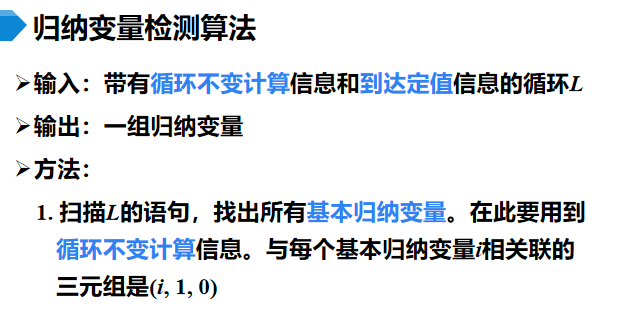 归纳变量检测算法
➢输入：带有循环不变计算信息和到达定值信息的循环L
➢输出：一组归纳变量
➢方法：
1. 扫描L的语句，找出所有基本归纳变量。在此要用到
循环不变计算信息。与每个基本归纳变量i相关联的
三元组是(i, 1, 0)